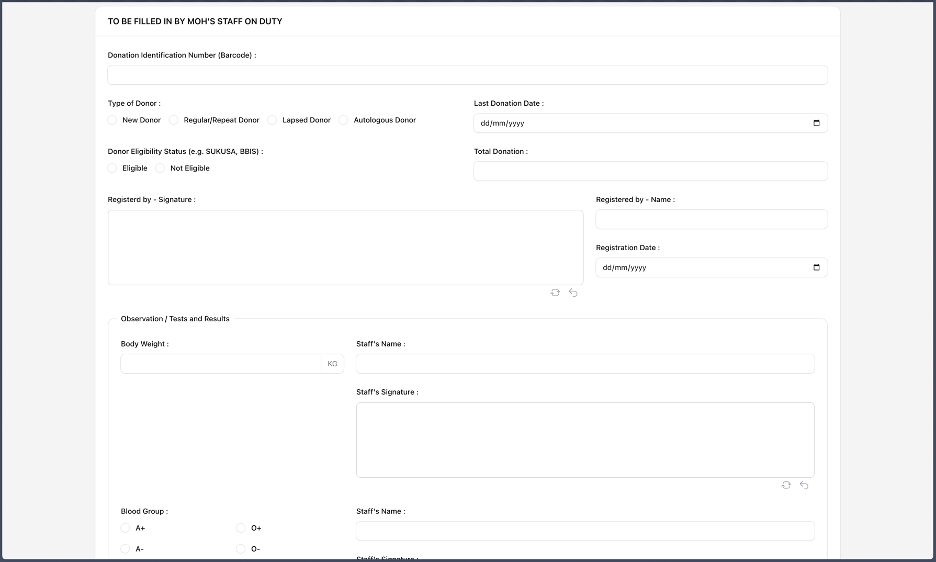 TO BE FILLED IN BY MOH'S STAFF ON DUTY
Donation Identification Number (Barcode) :
Type of Donor :
New Donor
Regular/Repeat Donor
Lapsed Donor
Autologous Donor
Last Donation Date :
dd/mm/yyyy
Donor Eligibility Status (e.g. SUKUSA, BBIS) :
Eligible
Not Eligible
Total Donation :
Registerd by - Signature :
Registered by - Name :
Registration Date :
dd/mm/yyyy
Observation / Tests and Results
Body Weight :
KG
Staff's Name :
Staff's Signature :
Blood Group :
A+
O+
A-
O-
Staff's Name :
Staff's Signature :